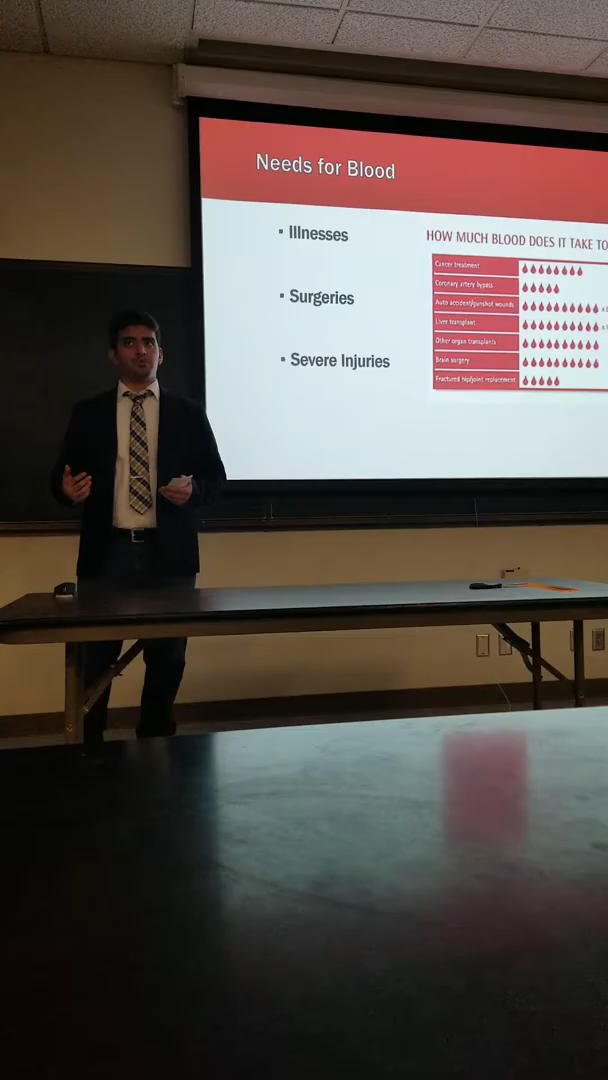 Needs for Blood
▪ Illnesses
▪ Surgeries
▪ Severe Injuries
HOW MUCH BLOOD DOES IT TAKE TO
Cancer treatment
Coronary artery bypass
Auto accident/gunshot wounds
Liver transplant
Other organ transplants
Brain surgery
Fractured hip/joint replacement